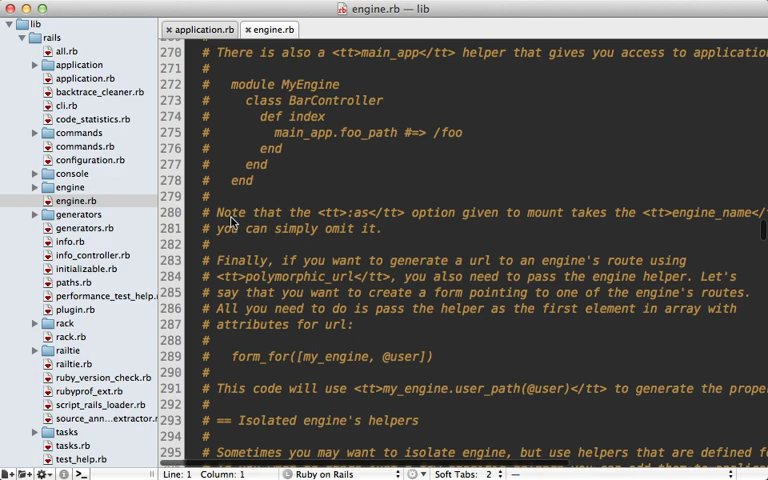 engine.rb — lib
lib
rails
all.rb
application
application.rb
backtrace_cleaner.rb
cli.rb
code_statistics.rb
commands
commands.rb
configuration.rb
console
engine
engine.rb
generators
generators.rb
info.rb
info_controller.rb
initializable.rb
paths.rb
performance_test_help.
plugin.rb
rack
rack.rb
railtie
railtie.rb
ruby_version_check.rb
rubyprof_ext.rb
script_rails_loader.rb
source_ann...extractor.r
tasks
tasks.rb
test_help.rb
application.rb engine.rb
270 # There is also a <tt>main_app</tt> helper that gives you access to applicatio
271 #
272 #   module MyEngine
273 #     class BarController
274 #       def index
275 #         main_app.foo_path #=> /foo
276 #       end
277 #     end
278 #   end
279 #
280 # Note that the <tt>:as</tt> option given to mount takes the <tt>engine_name</
281 # you can simply omit it.
282 #
283 # Finally, if you want to generate a url to an engine's route using
284 # <tt>polymorphic_url</tt>, you also need to pass the engine helper. Let's
285 # say that you want to create a form pointing to one of the engine's routes.
286 # All you need to do is pass the helper as the first element in array with
287 # attributes for url:
288 #
289 #   form_for([my_engine, @user])
290 #
291 # This code will use <tt>my_engine.user_path(@user)</tt> to generate the prope
292 #
293 # == Isolated engine's helpers
294 #
295 # Sometimes you may want to isolate engine, but use helpers that are defined f
Line: 1 Column: 1 Ruby on Rails Soft Tabs: 2 —